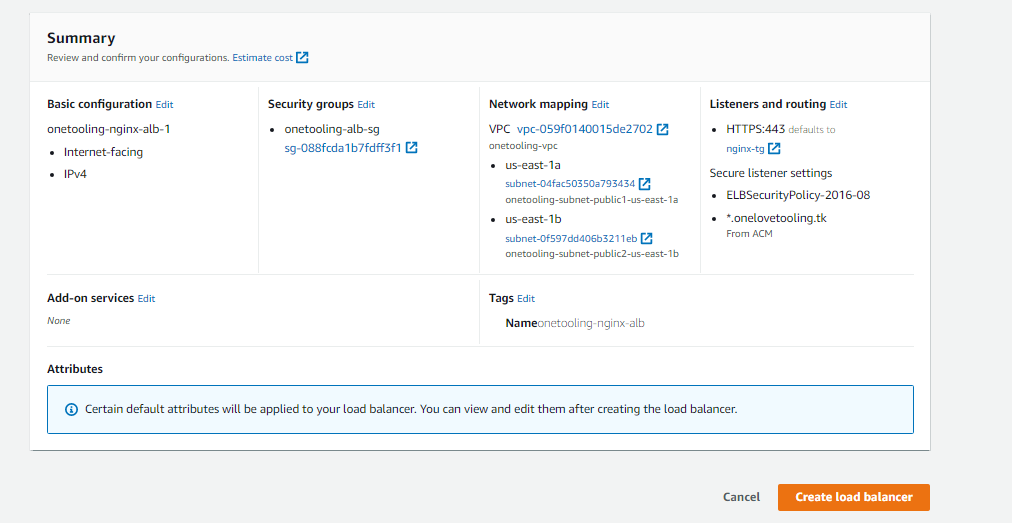 Summary
Review and confirm your configurations. Estimate cost
Basic configuration Edit
onetooling-nginx-alb-1
Internet-facing
IPv4
Security groups Edit
onetooling-alb-sg
sg-088fcda1b7fdff3f1
Network mapping Edit
VPC vpc-059f0140015de2702
onetooling-vpc
us-east-1a
subnet-04fac50350a793434
onetooling-subnet-public1-us-east-1a
us-east-1b
subnet-0f597dd406b3211eb
onetooling-subnet-public2-us-east-1b
Listeners and routing Edit
HTTPS:443 defaults to
nginx-tg
Secure listener settings
ELBSecurityPolicy-2016-08
*.onelovetooling.tk
From ACM
Add-on services Edit
None
Tags Edit
Nameonetooling-nginx-alb
Attributes
Certain default attributes will be applied to your load balancer. You can view and edit them after creating the load balancer.
Cancel
Create load balancer